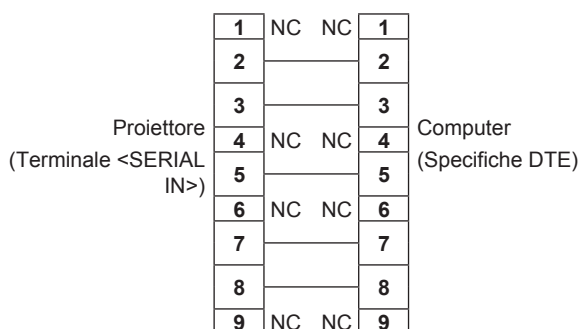 1 NC NC 1
2 2
3 3
Proiettore
(Terminale <SERIAL
IN>)
4 NC NC 4
Computer
(Specifiche DTE)
5 5
6 NC NC 6
7 7
8 8
9 NC NC 9